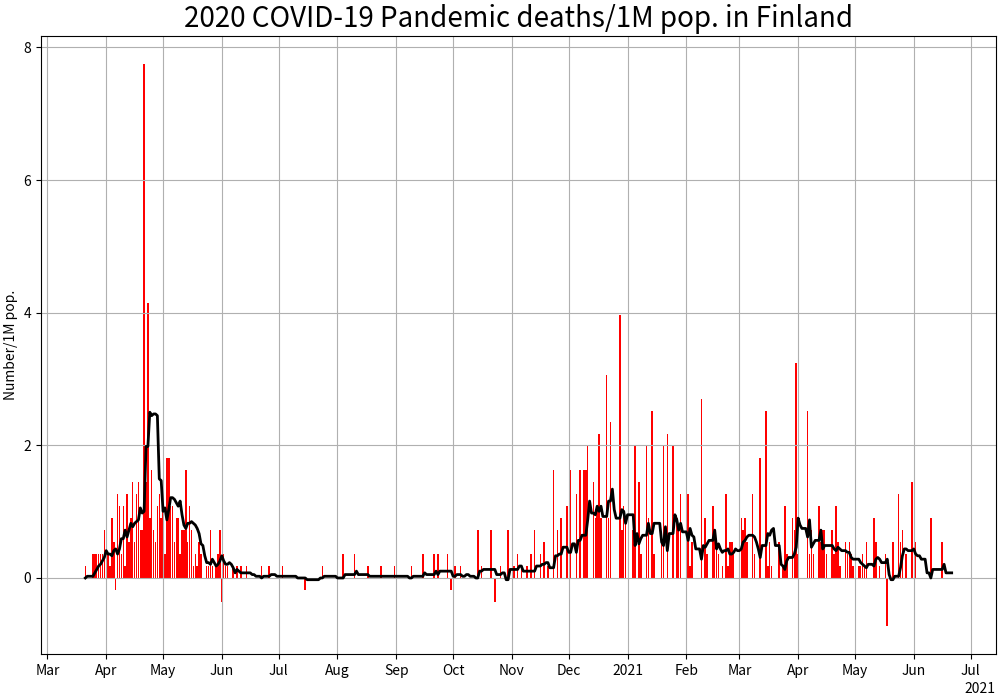 2020 COVID-19 Pandemic deaths/1M pop. in Finland
Number/1M pop.
8
6
4
2
0
Mar Apr May Jun Jul Aug Sep Oct Nov Dec 2021 Feb Mar Apr May Jun Jul
2021